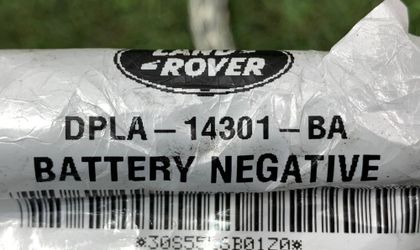 LAND
ROVER
DPLA-14301-BA
BATTERY NEGATIVE